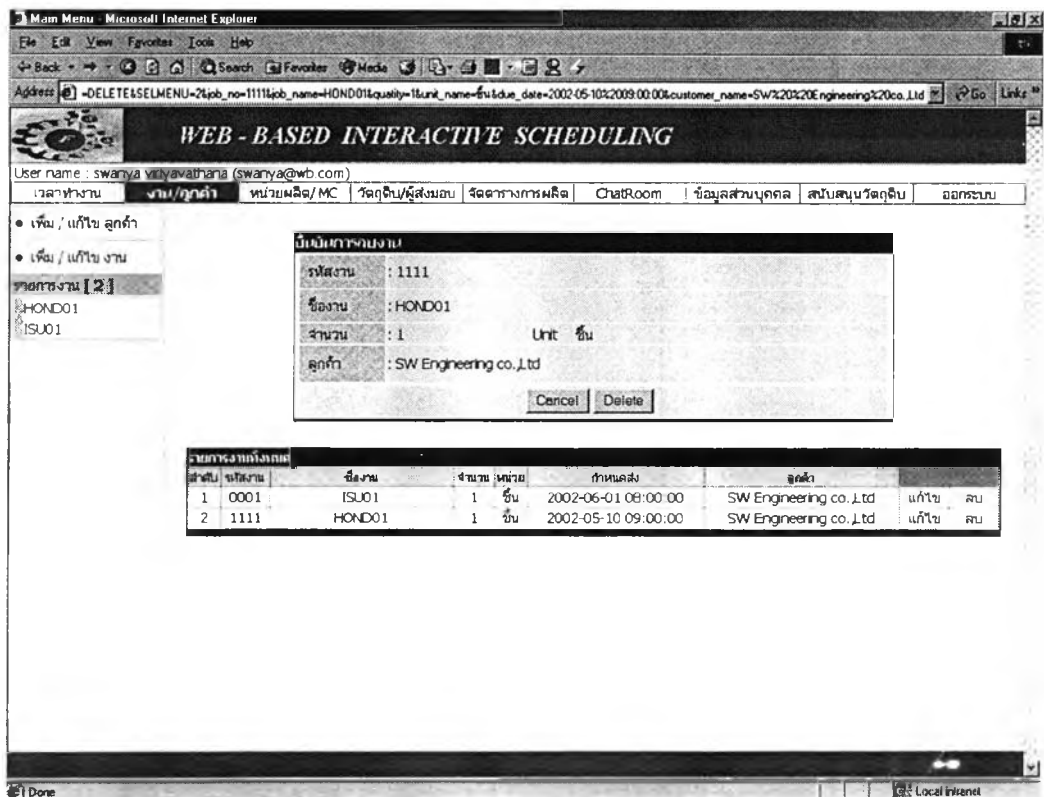 Main Menu - Microsoft Internet Explorer
File Edit View Favorites Tools Help
Back Search Favorites Media
Address =DELETE&SELMENU=2&job_no=1111&job_name=HOND01&quality=1&unit_name=ชิ้น&due_date=2002-05-10%2009:00:00&customer_name=SW%20%20Engineering%20co.,Ltd Go Links »
WEB - BASED INTERACTIVE SCHEDULING
User name : swanya viriyavathana (swanya@wb.com)
เวลาทำงาน งาน/ลูกค้า หน่วยผลิต/ MC วัตถุดิบ/ผู้ส่งมอบ จัดตารางการผลิต ChatRoom ข้อมูลส่วนบุคคล สนับสนุนวัตถุดิบ ออกระบบ
• เพิ่ม / แก้ไข ลูกค้า
• เพิ่ม / แก้ไข งาน
รายการงาน [ 2 ]
HOND01
ISU01
ยืนยันการลบงาน
รหัสงาน : 1111
ชื่องาน : HOND01
จำนวน : 1 Unit ชิ้น
ลูกค้า : SW Engineering co.,Ltd
Cancel Delete
รายการงานทั้งหมด
ลำดับ รหัสงาน ชื่องาน จำนวน หน่วย กำหนดส่ง ลูกค้า
1 0001 ISU01 1 ชิ้น 2002-06-01 08:00:00 SW Engineering co.,Ltd แก้ไข ลบ
2 1111 HOND01 1 ชิ้น 2002-05-10 09:00:00 SW Engineering co.,Ltd แก้ไข ลบ
Done Local intranet